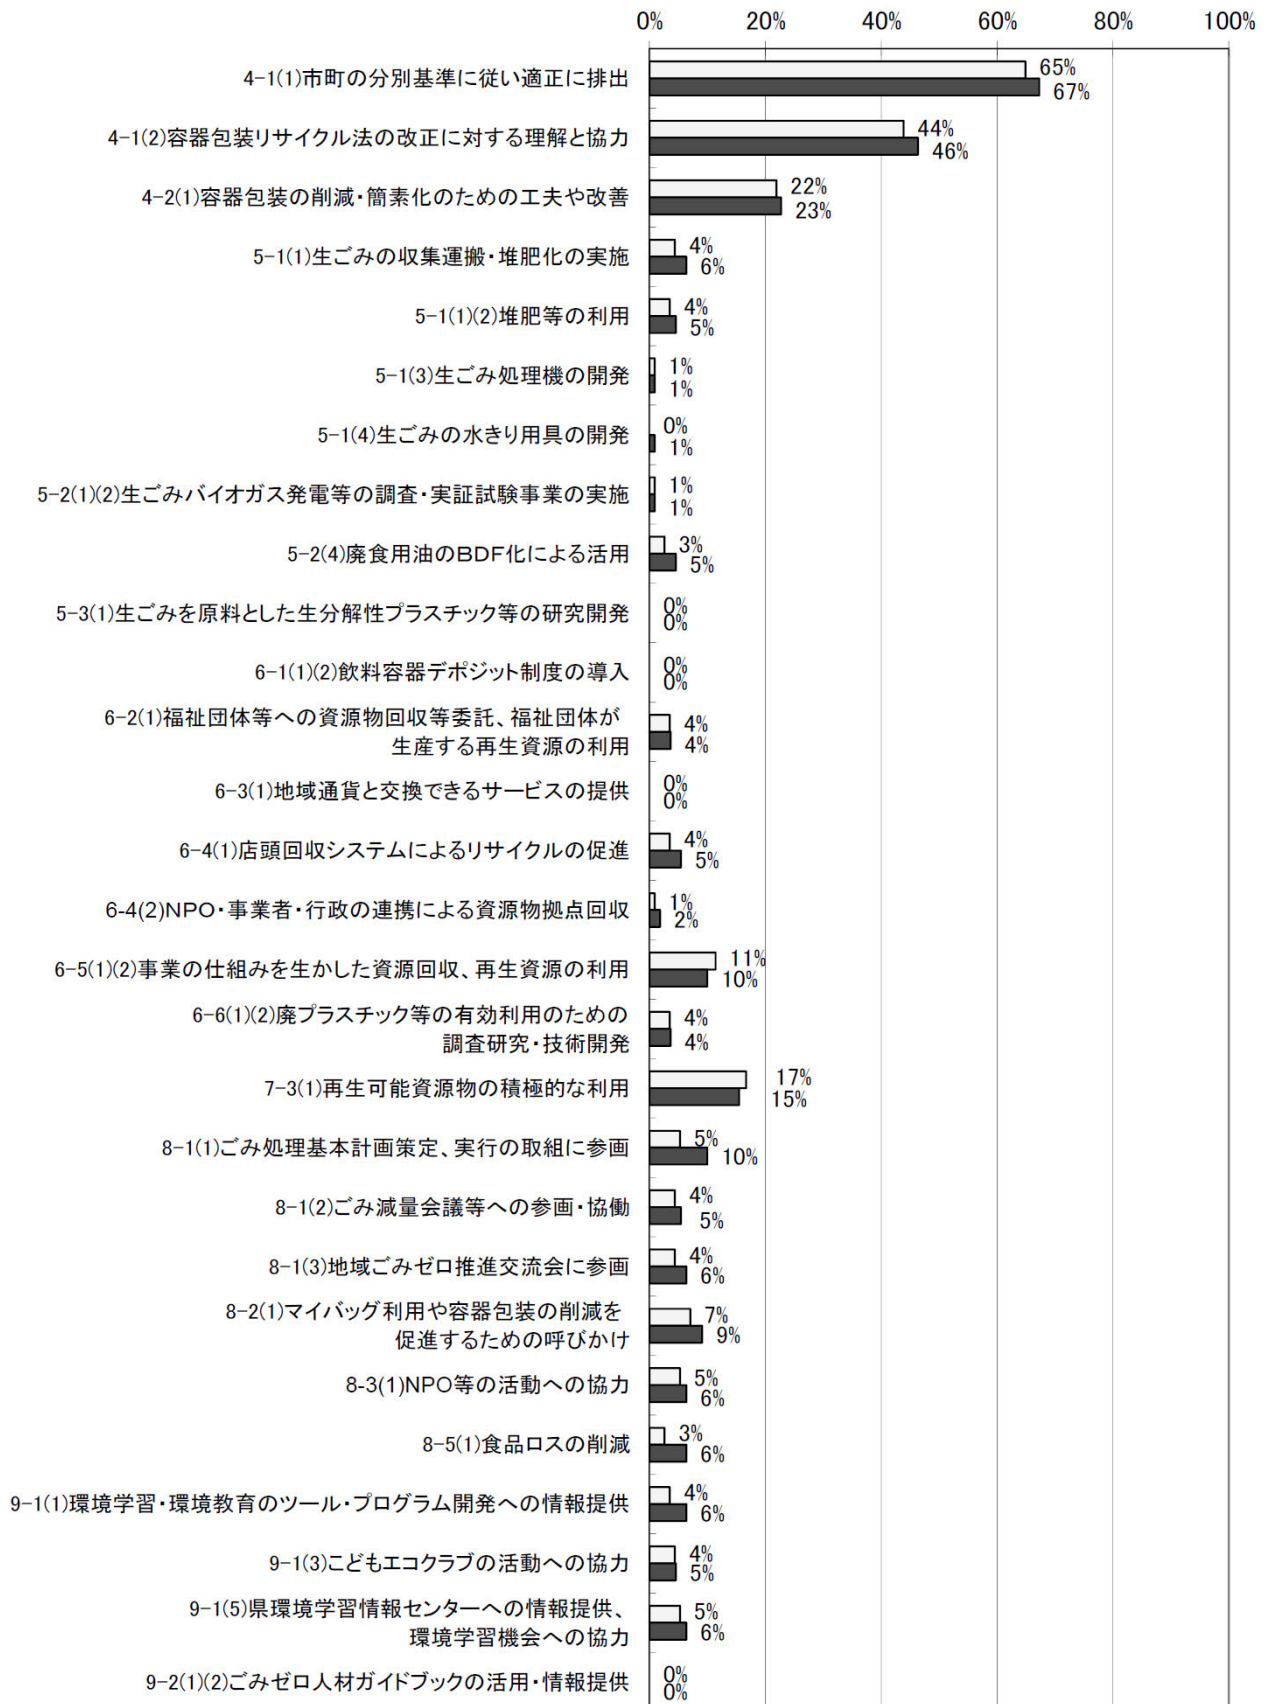 0% 20% 40% 60% 80% 100%
4-1(1)市町の分別基準に従い適正に排出
65%
67%
4-1(2)容器包装リサイクル法の改正に対する理解と協力
44%
46%
4-2(1)容器包装の削減・簡素化のための工夫や改善
22%
23%
5-1(1)生ごみの収集運搬・堆肥化の実施
4%
6%
5-1(1)(2)堆肥等の利用
4%
5%
5-1(3)生ごみ処理機の開発
1%
1%
5-1(4)生ごみの水きり用具の開発
0%
1%
5-2(1)(2)生ごみバイオガス発電等の調査・実証試験事業の実施
1%
1%
5-2(4)廃食用油のBDF化による活用
3%
5%
5-3(1)生ごみを原料とした生分解性プラスチック等の研究開発
0%
0%
6-1(1)(2)飲料容器デポジット制度の導入
0%
0%
6-2(1)福祉団体等への資源物回収等委託、福祉団体が
生産する再生資源の利用
4%
4%
6-3(1)地域通貨と交換できるサービスの提供
0%
0%
6-4(1)店頭回収システムによるリサイクルの促進
4%
5%
6-4(2)NPO・事業者・行政の連携による資源物拠点回収
1%
2%
6-5(1)(2)事業の仕組みを生かした資源回収、再生資源の利用
11%
10%
6-6(1)(2)廃プラスチック等の有効利用のための
調査研究・技術開発
4%
4%
7-3(1)再生可能資源物の積極的な利用
17%
15%
8-1(1)ごみ処理基本計画策定、実行の取組に参画
5%
10%
8-1(2)ごみ減量会議等への参画・協働
4%
5%
8-1(3)地域ごみゼロ推進交流会に参画
4%
6%
8-2(1)マイバッグ利用や容器包装の削減を
促進するための呼びかけ
7%
9%
8-3(1)NPO等の活動への協力
5%
6%
8-5(1)食品ロスの削減
3%
6%
9-1(1)環境学習・環境教育のツール・プログラム開発への情報提供
4%
6%
9-1(3)こどもエコクラブの活動への協力
4%
5%
9-1(5)県環境学習情報センターへの情報提供、
環境学習機会への協力
5%
6%
9-2(1)(2)ごみゼロ人材ガイドブックの活用・情報提供
0%
0%